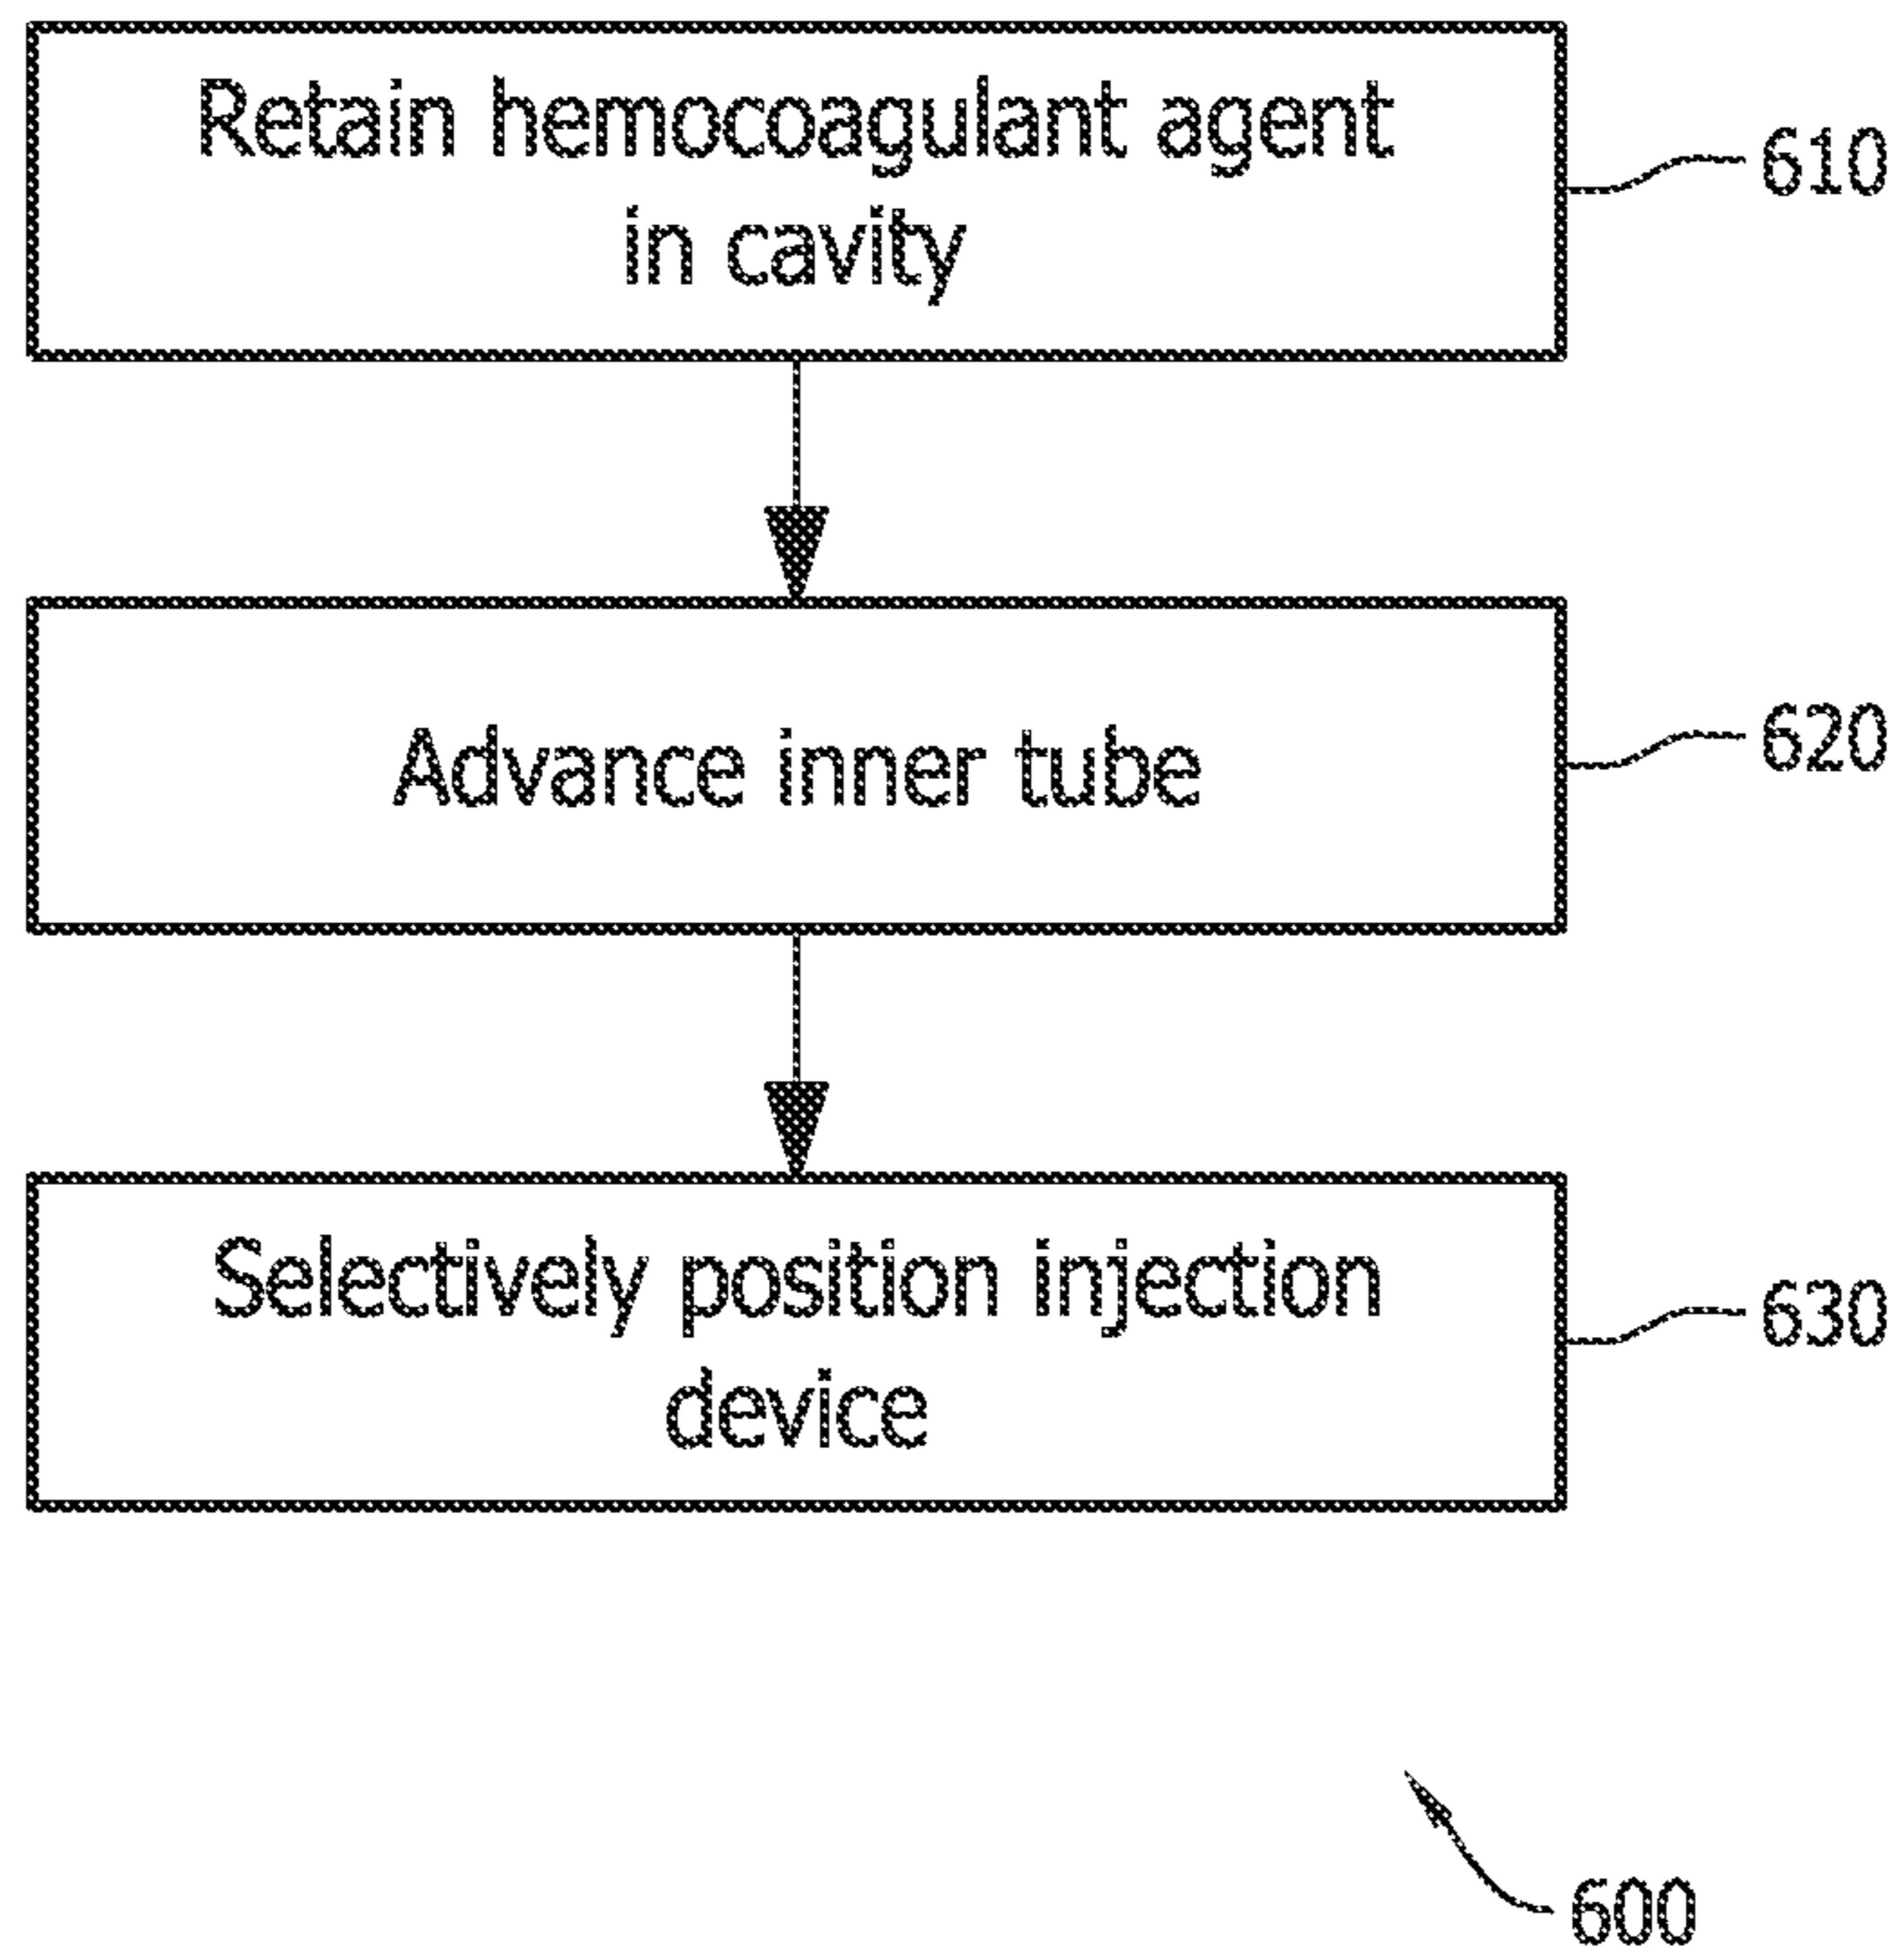 Retain hemocoagulant agent
in cavity
610
Advance inner tube
620
Selectively position injection
device
630
600